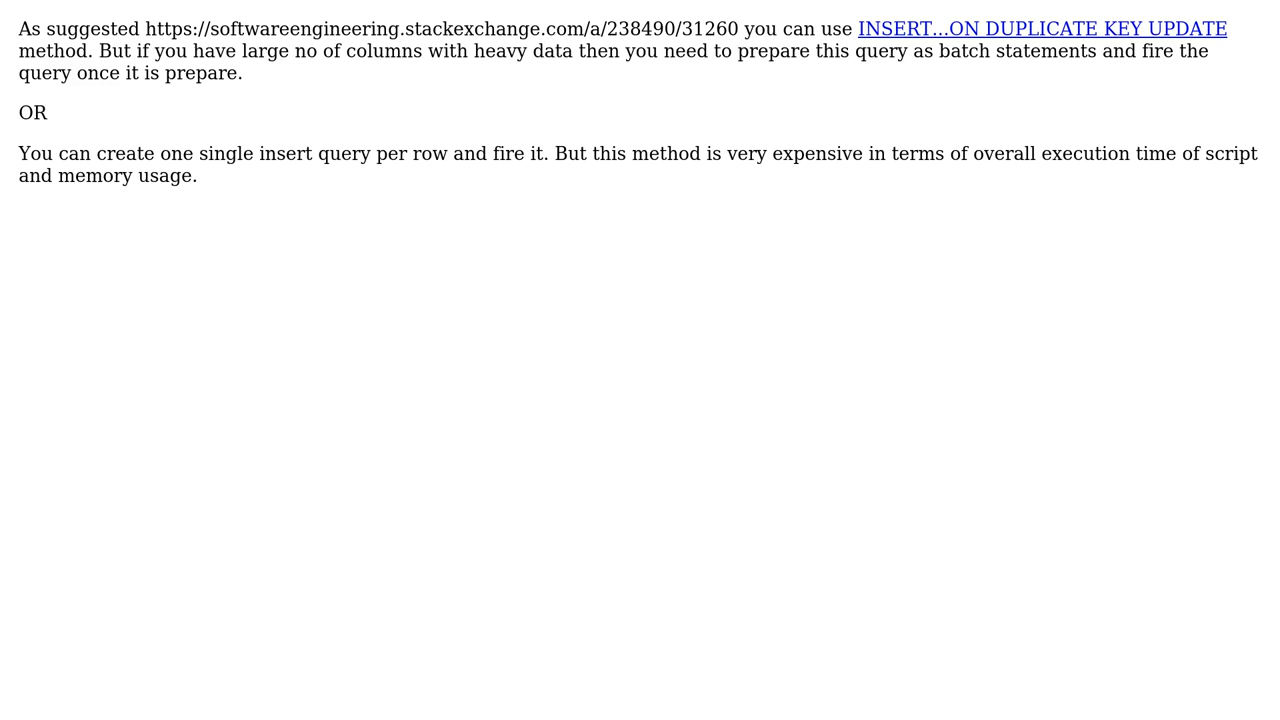 As suggested https://softwareengineering.stackexchange.com/a/238490/31260 you can use INSERT...ON DUPLICATE KEY UPDATE
method. But if you have large no of columns with heavy data then you need to prepare this query as batch statements and fire the
query once it is prepare.
OR
You can create one single insert query per row and fire it. But this method is very expensive in terms of overall execution time of script
and memory usage.